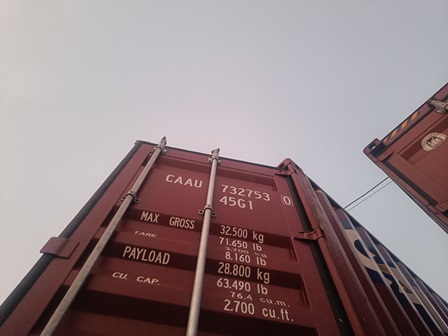 CAAU 732753 0
45G1
MAX GROSS 32.500 kg
71.650 lb
TARE 3.700 kg
8.160 lb
PAYLOAD 28.800 kg
63.490 lb
CU. CAP. 76.4 cu.m.
2.700 cu.ft.